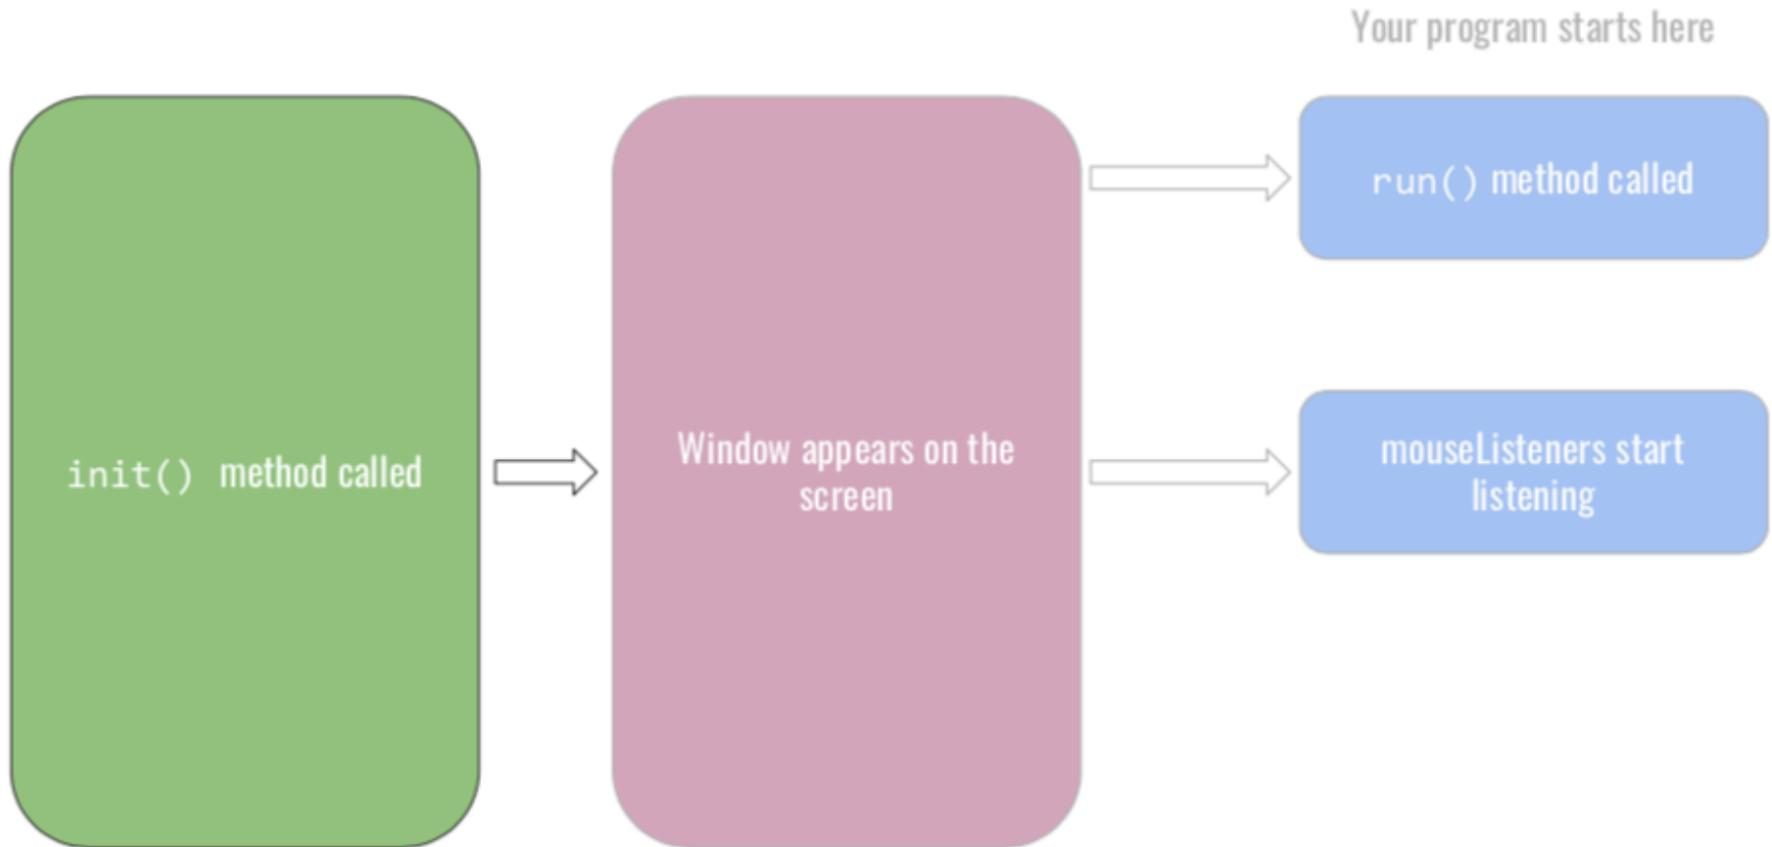 Your program starts here
init() method called
Window appears on the
screen
run() method called
mouseListeners start
listening